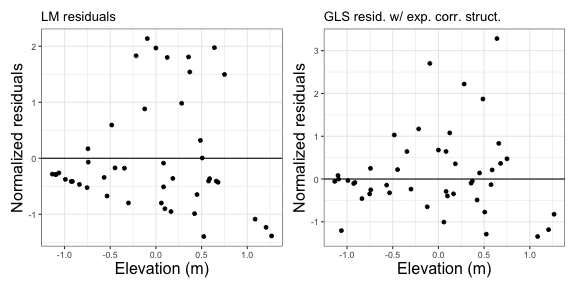 LM residuals
Normalized residuals
2
1
0
-1
-1.0 -0.5 0.0 0.5 1.0
Elevation (m)
GLS resid. w/ exp. corr. struct.
Normalized residuals
3
2
1
0
-1
-1.0 -0.5 0.0 0.5 1.0
Elevation (m)